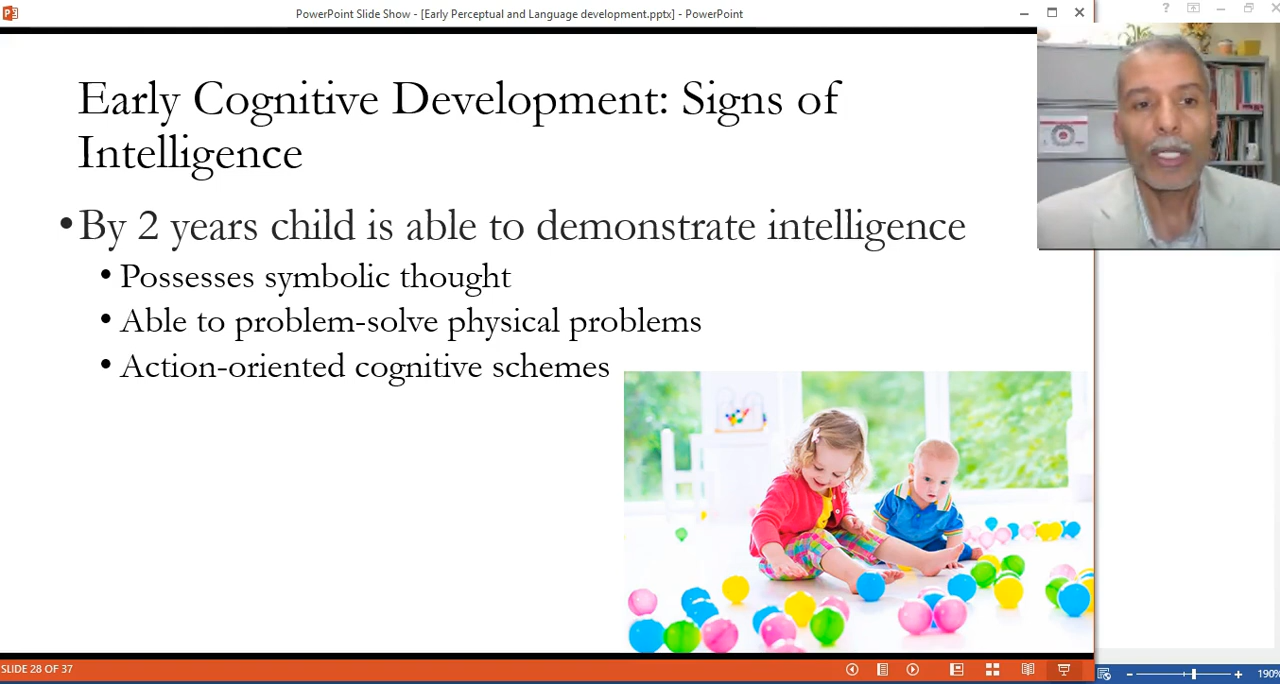 PowerPoint Slide Show - [Early Perceptual and Language development.pptx] - PowerPoint
Early Cognitive Development: Signs of
Intelligence
•By 2 years child is able to demonstrate intelligence
• Possesses symbolic thought
• Able to problem-solve physical problems
• Action-oriented cognitive schemes
SLIDE 28 OF 37
190%